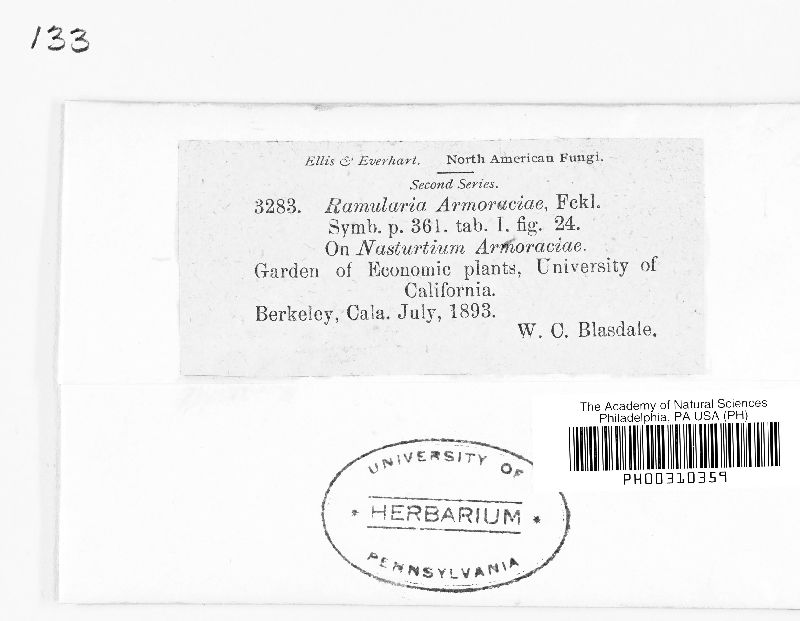 133
Ellis & Everhart. North American Fungi.
Second Series.
3283. Ramularia Armoraciae, Fckl.
Symb. p. 361. tab. 1. fig. 24.
On Nasturtium Armoraciae.
Garden of Economic plants, University of
California.
Berkeley, Cala. July, 1893.
W. C. Blasdale.
The Academy of Natural Sciences
Philadelphia, PA USA (PH)
PH00310359
UNIVERSITY OF
* HERBARIUM *
PENNSYLVANIA